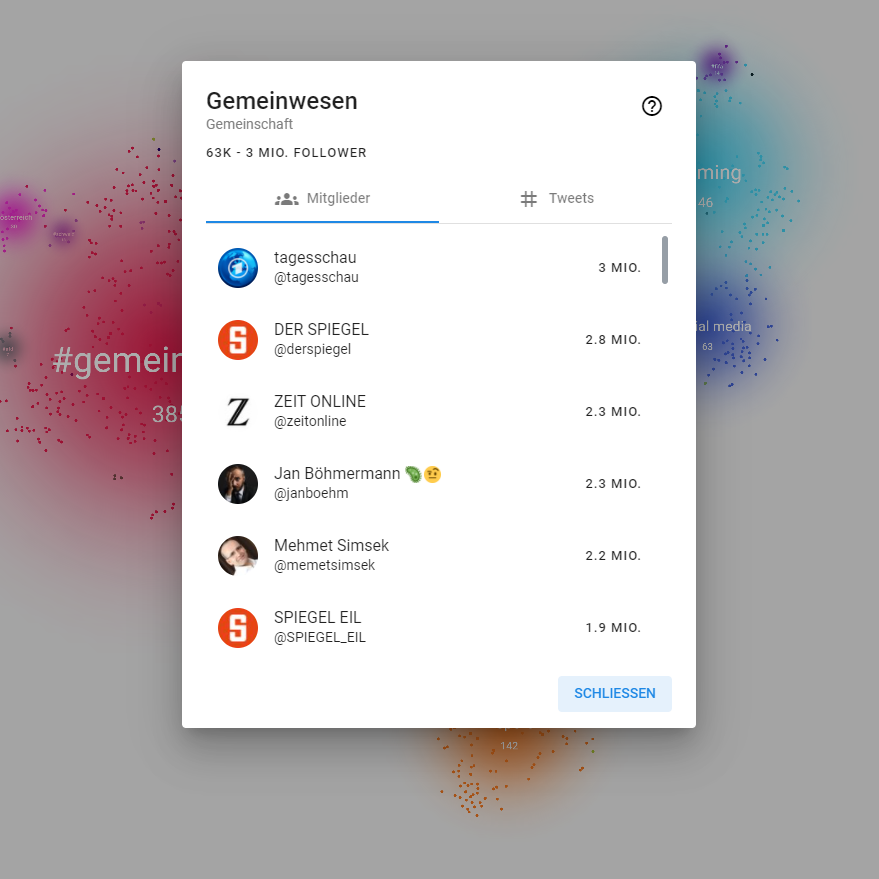 Gemeinwesen
Gemeinschaft
63K - 3 MIO. FOLLOWER
Mitglieder
Tweets
tagesschau
@tagesschau
3 MIO.
DER SPIEGEL
@derspiegel
2.8 MIO.
ZEIT ONLINE
@zeitonline
2.3 MIO.
Jan Böhmermann
@janboehm
2.3 MIO.
Mehmet Simsek
@memetsimsek
2.2 MIO.
SPIEGEL EIL
@SPIEGEL_EIL
1.9 MIO.
SCHLIESSEN
#gemein
385
ming
46
ial media
63
142